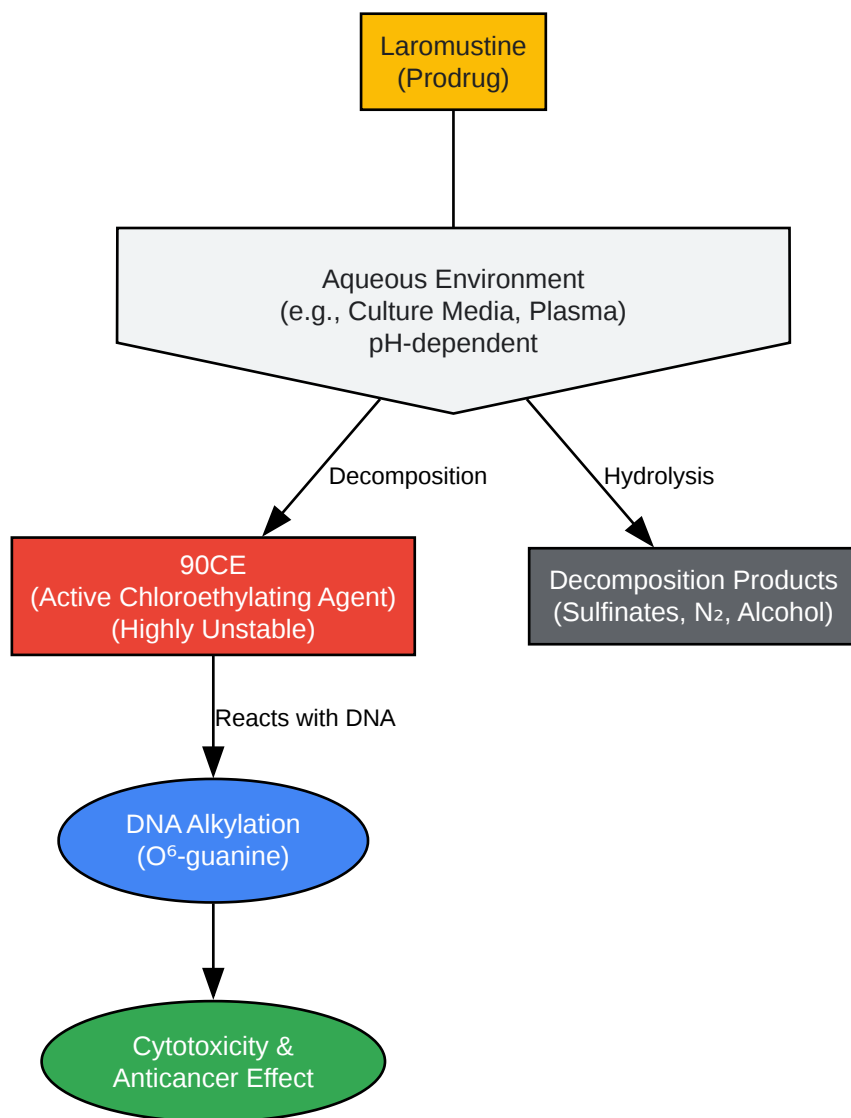 Laromustine
(Prodrug)
Aqueous Environment
(e.g., Culture Media, Plasma)
pH-dependent
Decomposition
Hydrolysis
90CE
(Active Chloroethylating Agent)
(Highly Unstable)
Decomposition Products
(Sulfinates, N₂, Alcohol)
Reacts with DNA
DNA Alkylation
(O⁶-guanine)
Cytotoxicity &
Anticancer Effect